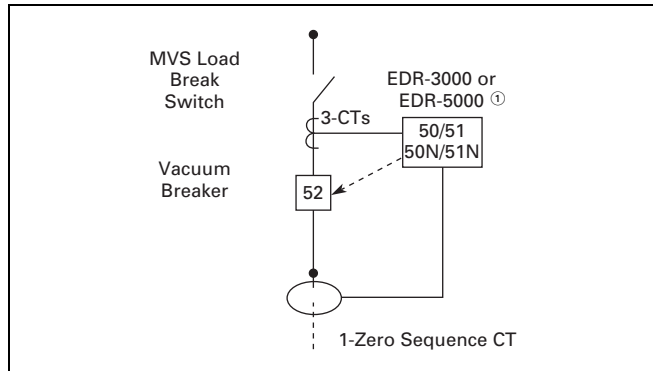 MVS Load
Break
Switch
EDR-3000 or
EDR-5000 ①
3-CTs
50/51
50N/51N
Vacuum
Breaker
52
1-Zero Sequence CT